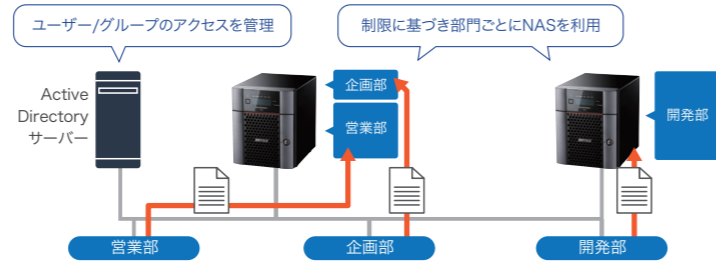 ユーザー/グループのアクセスを管理
制限に基づき部門ごとにNASを利用
Active
Directory
サーバー
企画部
営業部
開発部
営業部
企画部
開発部